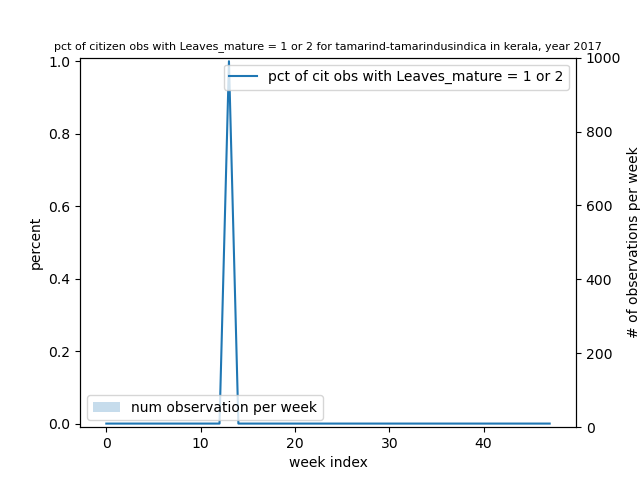 pct of citizen obs with Leaves_mature = 1 or 2 for tamarind-tamarindusindica in kerala, year 2017
pct of cit obs with Leaves_mature = 1 or 2
1.0
0.8
0.6
0.4
0.2
0.0
percent
1000
800
600
400
200
0
# of observations per week
num observation per week
0 10 20 30 40
week index